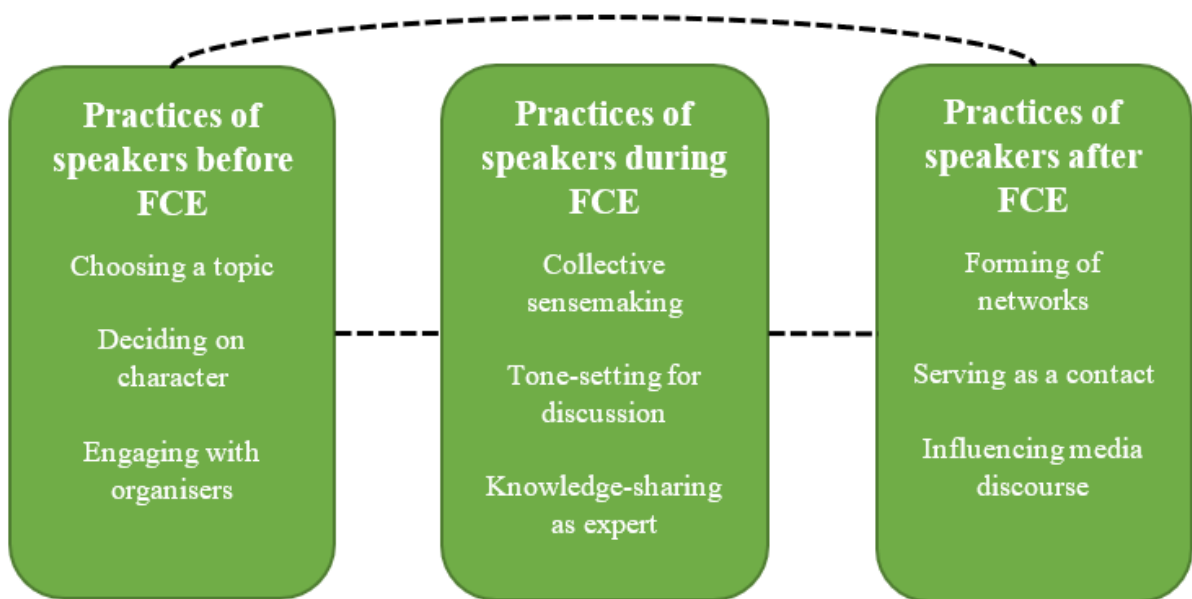 Practices of
speakers before
FCE
Choosing a topic
Deciding on
character
Engaging with
organisers
Practices of
speakers during
FCE
Collective
sensemaking
Tone-setting for
discussion
Knowledge-sharing
as expert
Practices of
speakers after
FCE
Forming of
networks
Serving as a contact
Influencing media
discourse